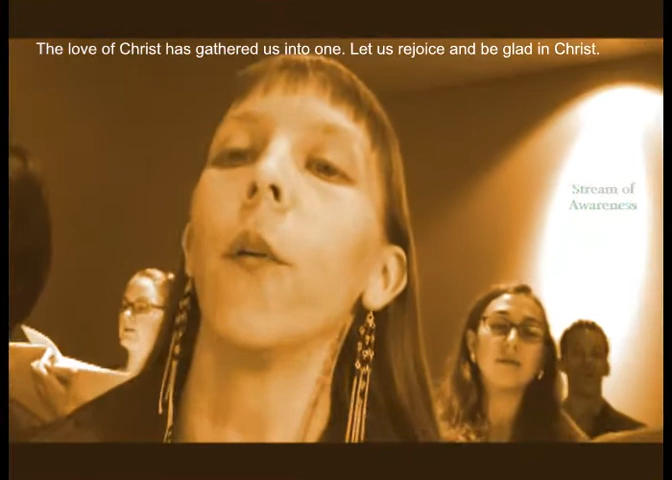 The love of Christ has gathered us into one. Let us rejoice and be glad in Christ.
Stream of
Awareness